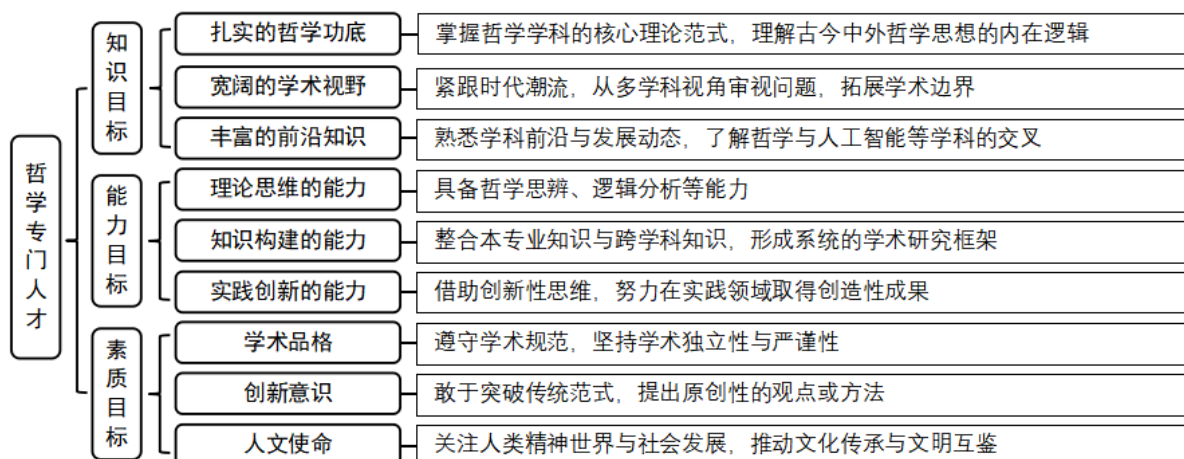 哲学专门人才
知识目标
扎实的哲学功底
掌握哲学学科的核心理论范式，理解古今中外哲学思想的内在逻辑
宽阔的学术视野
紧跟时代潮流，从多学科视角审视问题，拓展学术边界
丰富的前沿知识
熟悉学科前沿与发展动态，了解哲学与人工智能等学科的交叉
能力目标
理论思维的能力
具备哲学思辨、逻辑分析等能力
知识构建的能力
整合本专业知识与跨学科知识，形成系统的学术研究框架
实践创新的能力
借助创新性思维，努力在实践领域取得创造性成果
素质目标
学术品格
遵守学术规范，坚持学术独立性与严谨性
创新意识
敢于突破传统范式，提出原创性的观点或方法
人文使命
关注人类精神世界与社会发展，推动文化传承与文明互鉴